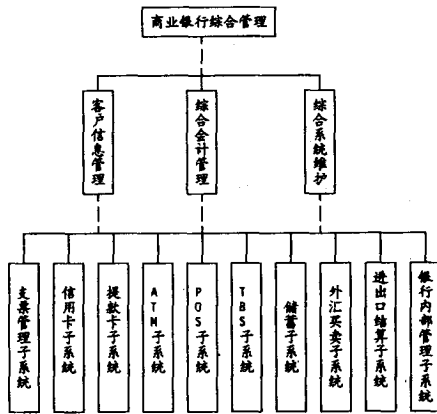 商业银行综合管理
客户信息管理
综合会计管理
综合系统维护
支票管理子系统
信用卡子系统
提款卡子系统
ATM子系统
POS子系统
TBS子系统
储蓄子系统
外汇买卖子系统
进出口结算子系统
银行内部管理子系统